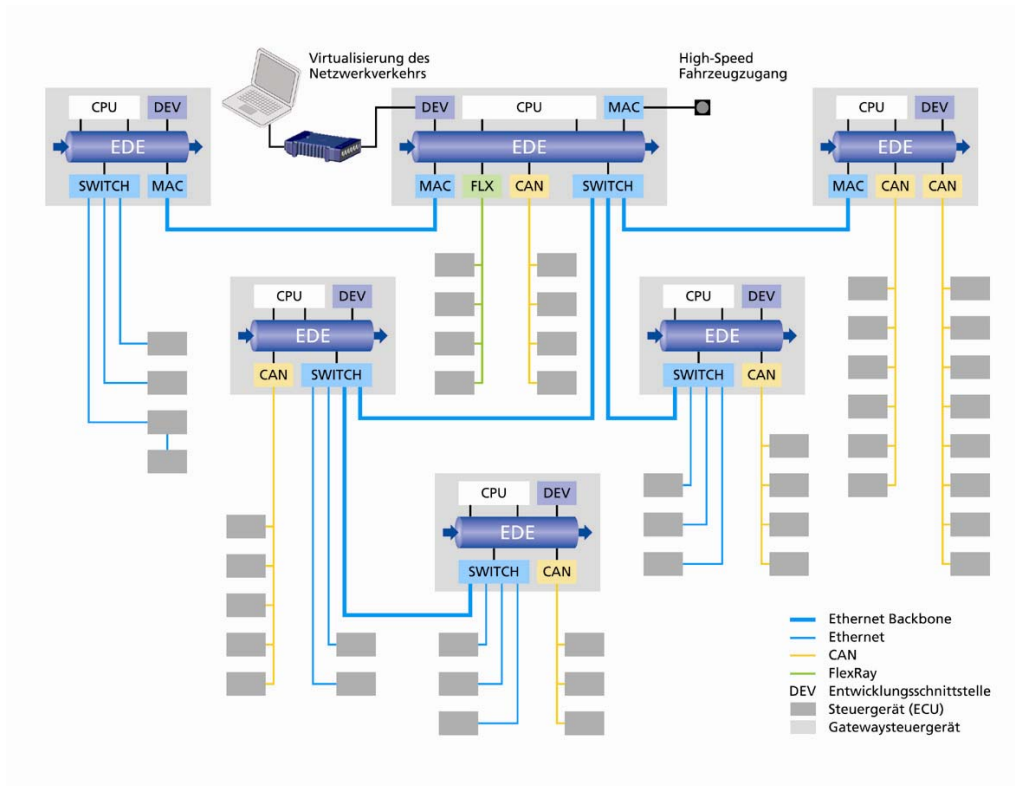 Virtualisierung des
Netzwerkverkehrs
High-Speed
Fahrzeugzugang
CPU DEV
EDE
SWITCH MAC
DEV CPU MAC
EDE
MAC FLX CAN SWITCH
CPU DEV
EDE
MAC CAN CAN
CPU DEV
EDE
CAN SWITCH
CPU DEV
EDE
SWITCH CAN
CPU DEV
EDE
SWITCH CAN
Ethernet Backbone
Ethernet
CAN
FlexRay
DEV Entwicklungsschnittstelle
Steuergerät (ECU)
Gatewaysteuergerät